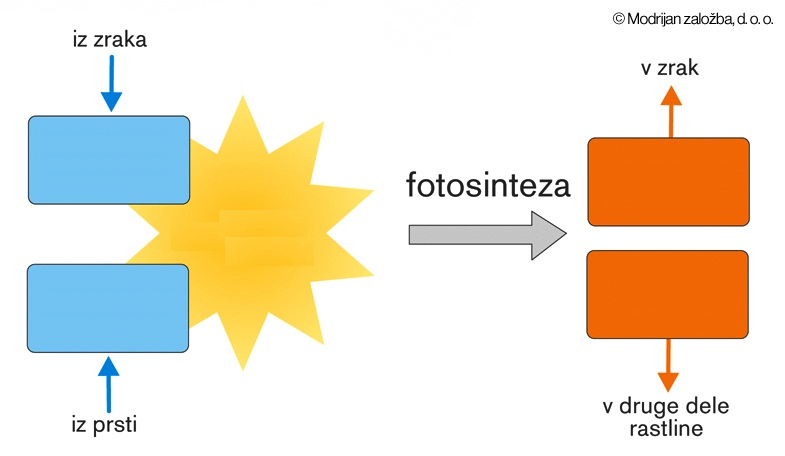 © Modrijan založba, d. o. o.
iz zraka
v zrak
fotosinteza
iz prsti
v druge dele
rastline